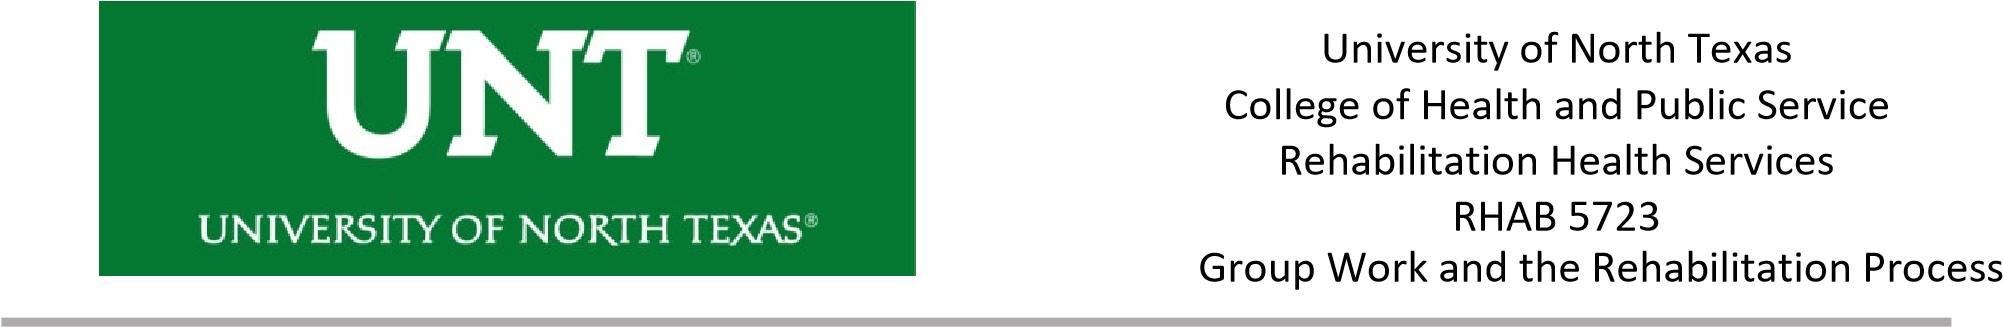 UNT®
UNIVERSITY OF NORTH TEXAS®
University of North Texas
College of Health and Public Service
Rehabilitation Health Services
RHAB 5723
Group Work and the Rehabilitation Process